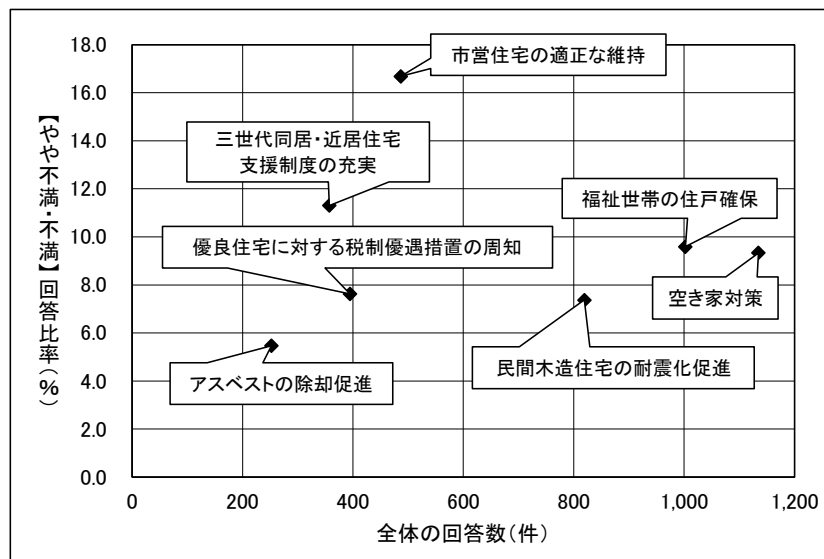 【やや不満・不満】回答比率(%)
18.0
16.0
14.0
12.0
10.0
8.0
6.0
4.0
2.0
0.0
市営住宅の適正な維持
三世代同居・近居住宅
支援制度の充実
福祉世帯の住戸確保
優良住宅に対する税制優遇措置の周知
空き家対策
民間木造住宅の耐震化促進
アスベストの除却促進
0
200
400
600
800
1,000
1,200
全体の回答数(件)